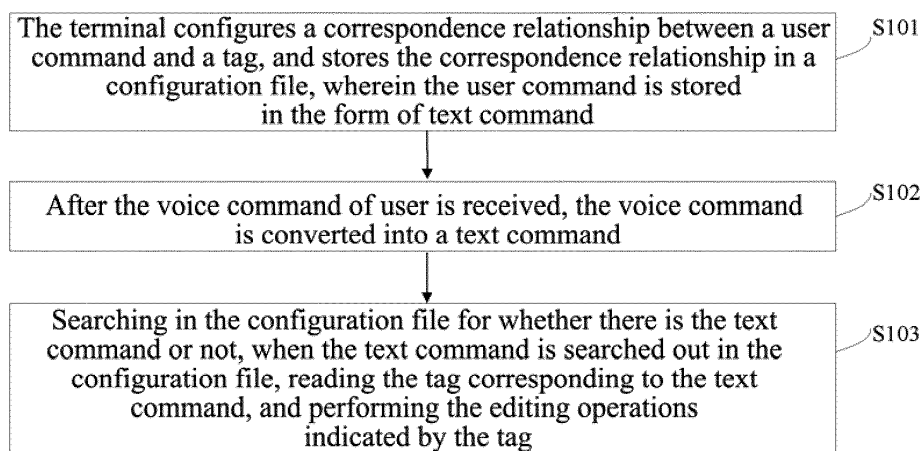 The terminal configures a correspondence relationship between a user
command and a tag, and stores the correspondence relationship in a
configuration file, wherein the user command is stored
in the form of text command
S101
After the voice command of user is received, the voice command
is converted into a text command
S102
Searching in the configuration file for whether there is the text
command or not, when the text command is searched out in the
configuration file, reading the tag corresponding to the text
command, and performing the editing operations
indicated by the tag
S103